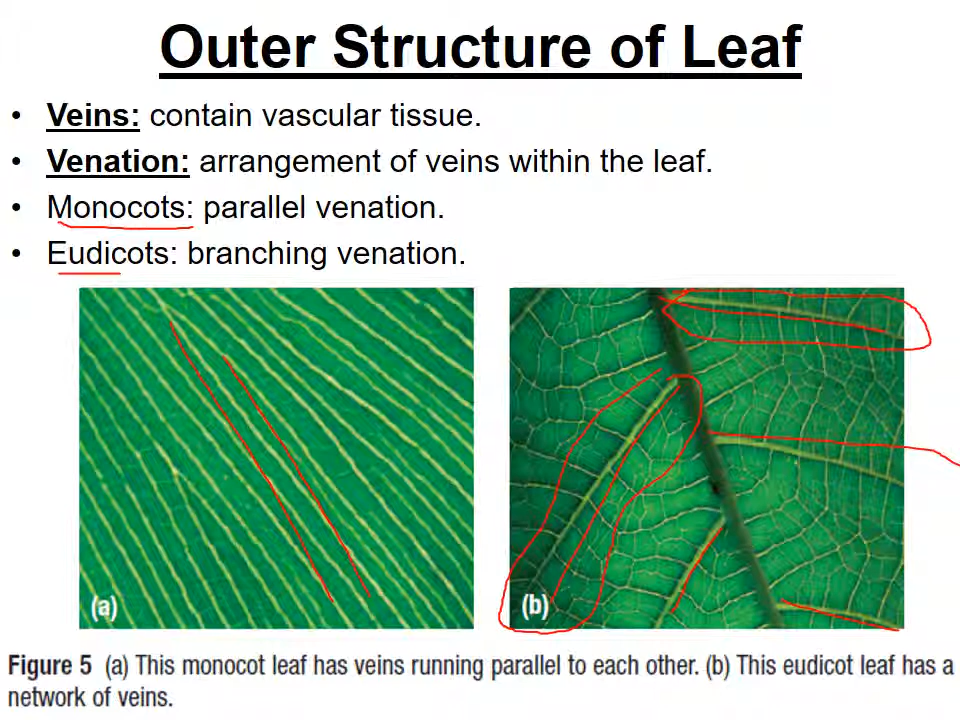 Outer Structure of Leaf
• Veins: contain vascular tissue.
• Venation: arrangement of veins within the leaf.
• Monocots: parallel venation.
• Eudicots: branching venation.
(a)
(b)
Figure 5 (a) This monocot leaf has veins running parallel to each other. (b) This eudicot leaf has a
network of veins.